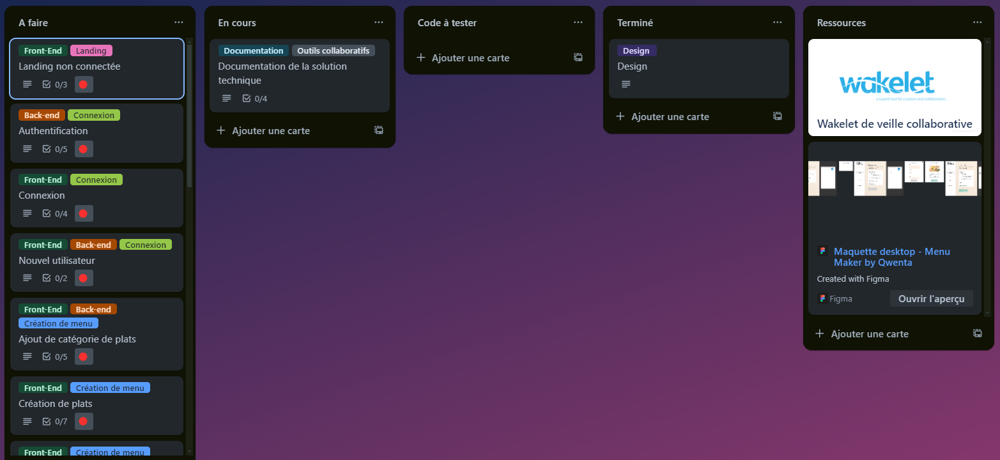 A faire
Front-End Landing
Landing non connectée
0/3
Back-end Connexion
Authentification
0/5
Front-End Connexion
Connexion
0/4
Front-End Back-end Connexion
Nouvel utilisateur
0/2
Front-End Back-end
Création de menu
Ajout de catégorie de plats
0/5
Front-End Création de menu
Création de plats
0/7
Front-End Création de menu
En cours
Documentation Outils collaboratifs
Documentation de la solution
technique
0/4
Ajouter une carte
Code à tester
Ajouter une carte
Terminé
Design
Design
Ajouter une carte
Ressources
wakelet
a superb tool for curation and collaboration...
Wakelet de veille collaborative
Maquette desktop - Menu
Maker by Qwenta
Created with Figma
Figma Ouvrir l'aperçu
Ajouter une carte